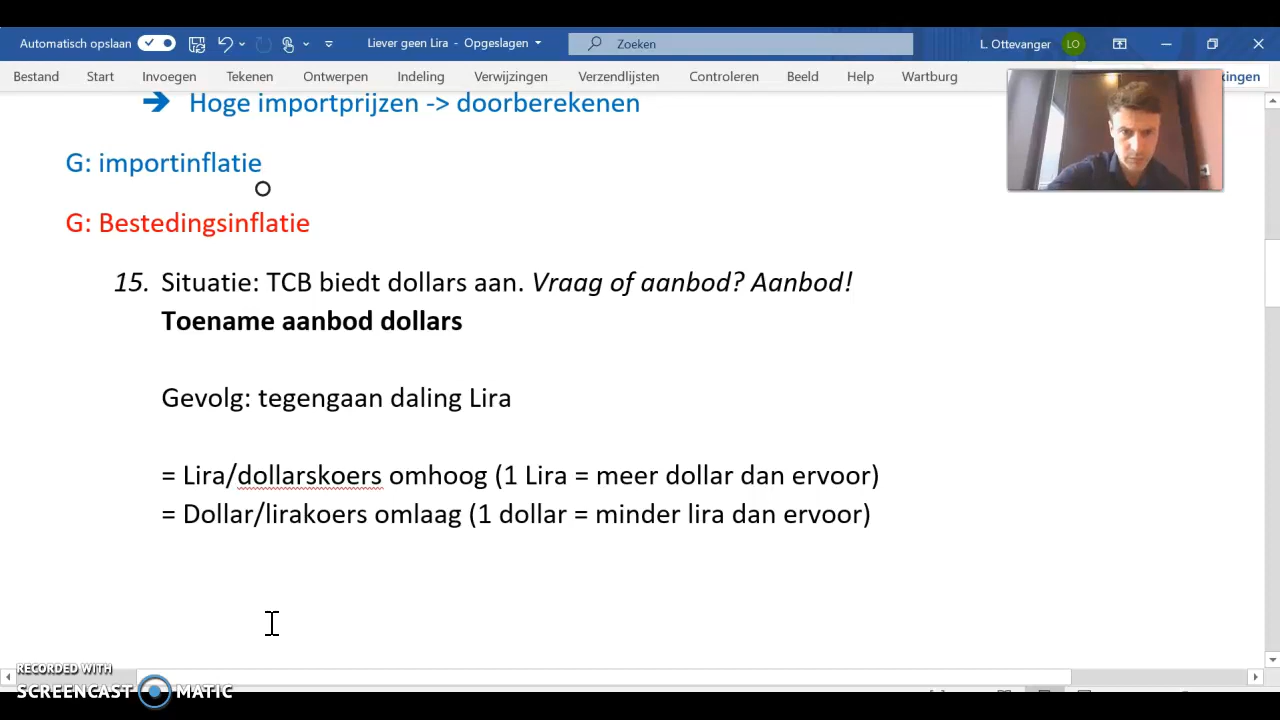 Automatisch opslaan
Liever geen Lira - Opgeslagen
Zoeken
L. Ottevanger
LO
Bestand Start Invoegen Tekenen Ontwerpen Indeling Verwijzingen Verzendlijsten Controleren Beeld Help Wartburg
kingen
➔ Hoge importprijzen -> doorberekenen
G: importinflatie
G: Bestedingsinflatie
15. Situatie: TCB biedt dollars aan. Vraag of aanbod? Aanbod!
Toename aanbod dollars
Gevolg: tegengaan daling Lira
= Lira/dollarskoers omhoog (1 Lira = meer dollar dan ervoor)
= Dollar/lirakoers omlaag (1 dollar = minder lira dan ervoor)
RECORDED WITH
SCREENCAST MATIC